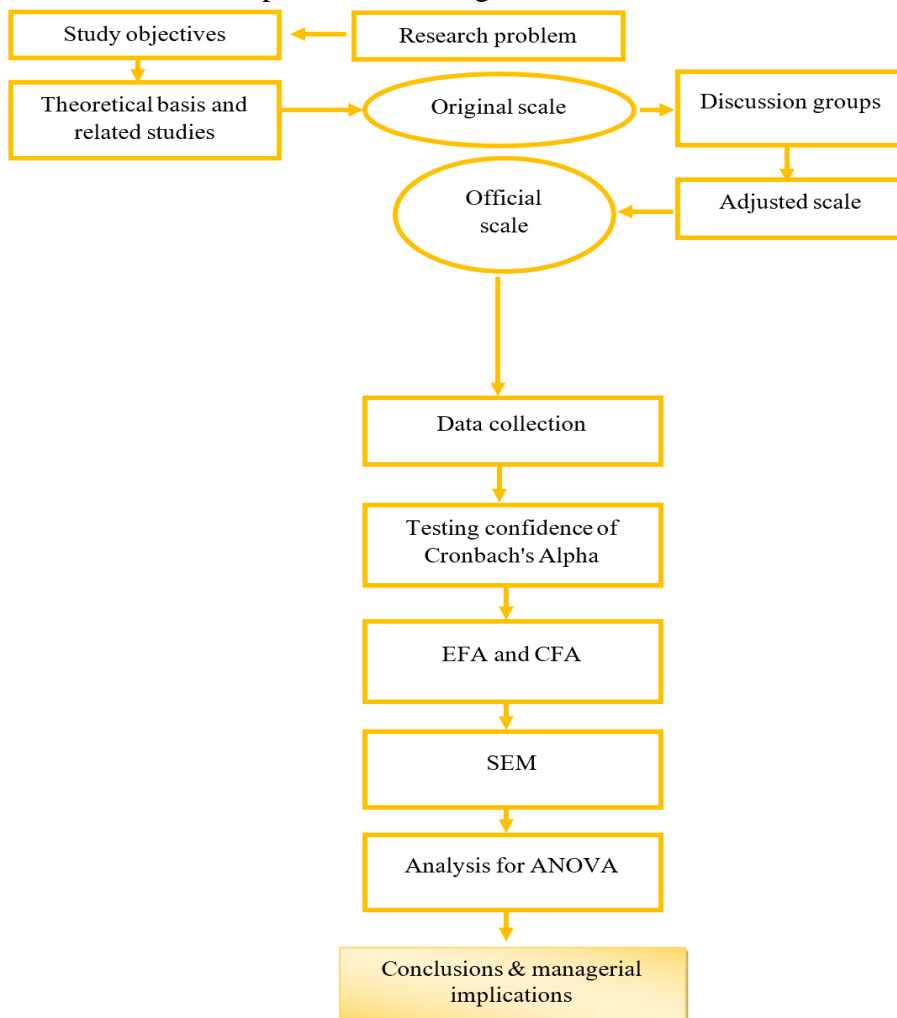 Study objectives
Research problem
Theoretical basis and
related studies
Original scale
Discussion groups
Official
scale
Adjusted scale
Data collection
Testing confidence of
Cronbach's Alpha
EFA and CFA
SEM
Analysis for ANOVA
Conclusions & managerial
implications